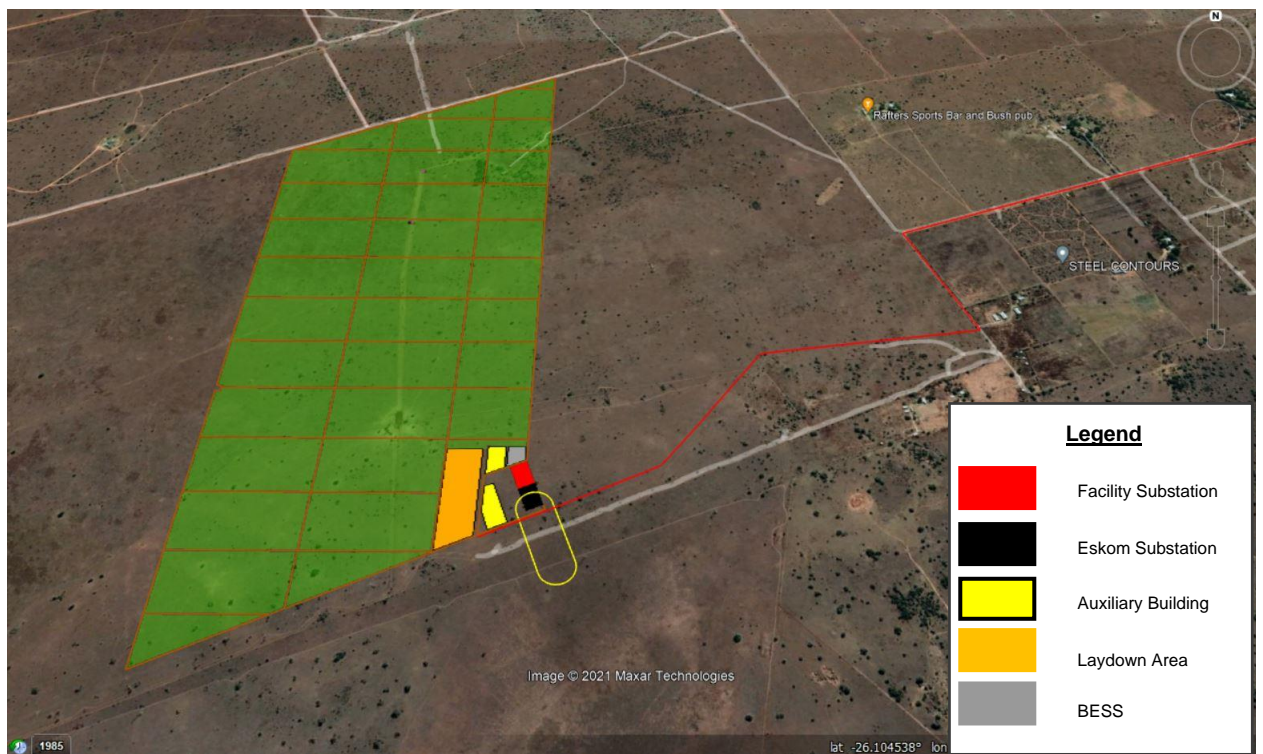 N
Rafters Sports Bar and Bush pub
STEEL CONTOURS
Legend
Facility Substation
Eskom Substation
Auxiliary Building
Laydown Area
BESS
Image © 2021 Maxar Technologies
1985
lat -26.104538° lon